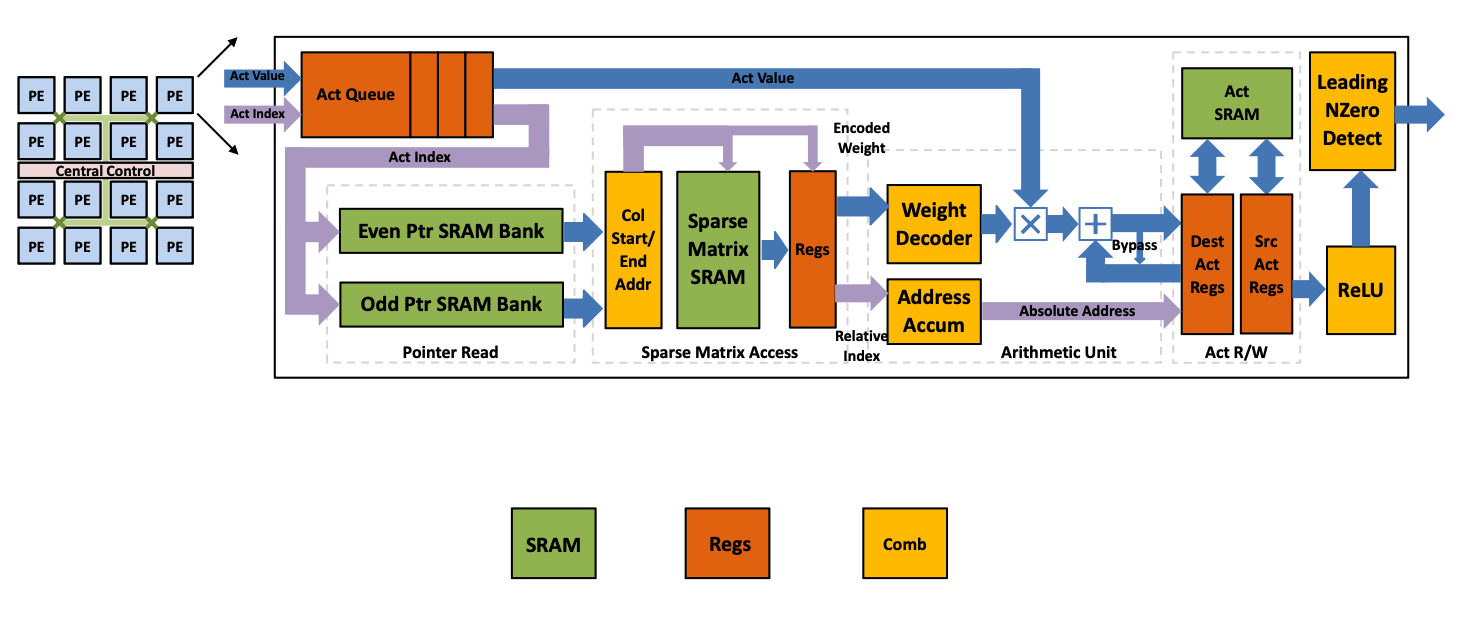 PE PE PE PE
PE PE PE PE
Central Control
PE PE PE PE
PE PE PE PE
Act Value
Act Index
Act Queue
Act Value
Act Index
Even Ptr SRAM Bank
Odd Ptr SRAM Bank
Pointer Read
Col
Start/
End
Addr
Sparse
Matrix
SRAM
Regs
Sparse Matrix Access
Encoded
Weight
Relative
Index
Weight
Decoder
Address
Accum
Bypass
Absolute Address
Arithmetic Unit
Act
SRAM
Dest
Act
Regs
Src
Act
Regs
Act R/W
Leading
NZero
Detect
ReLU
SRAM
Regs
Comb